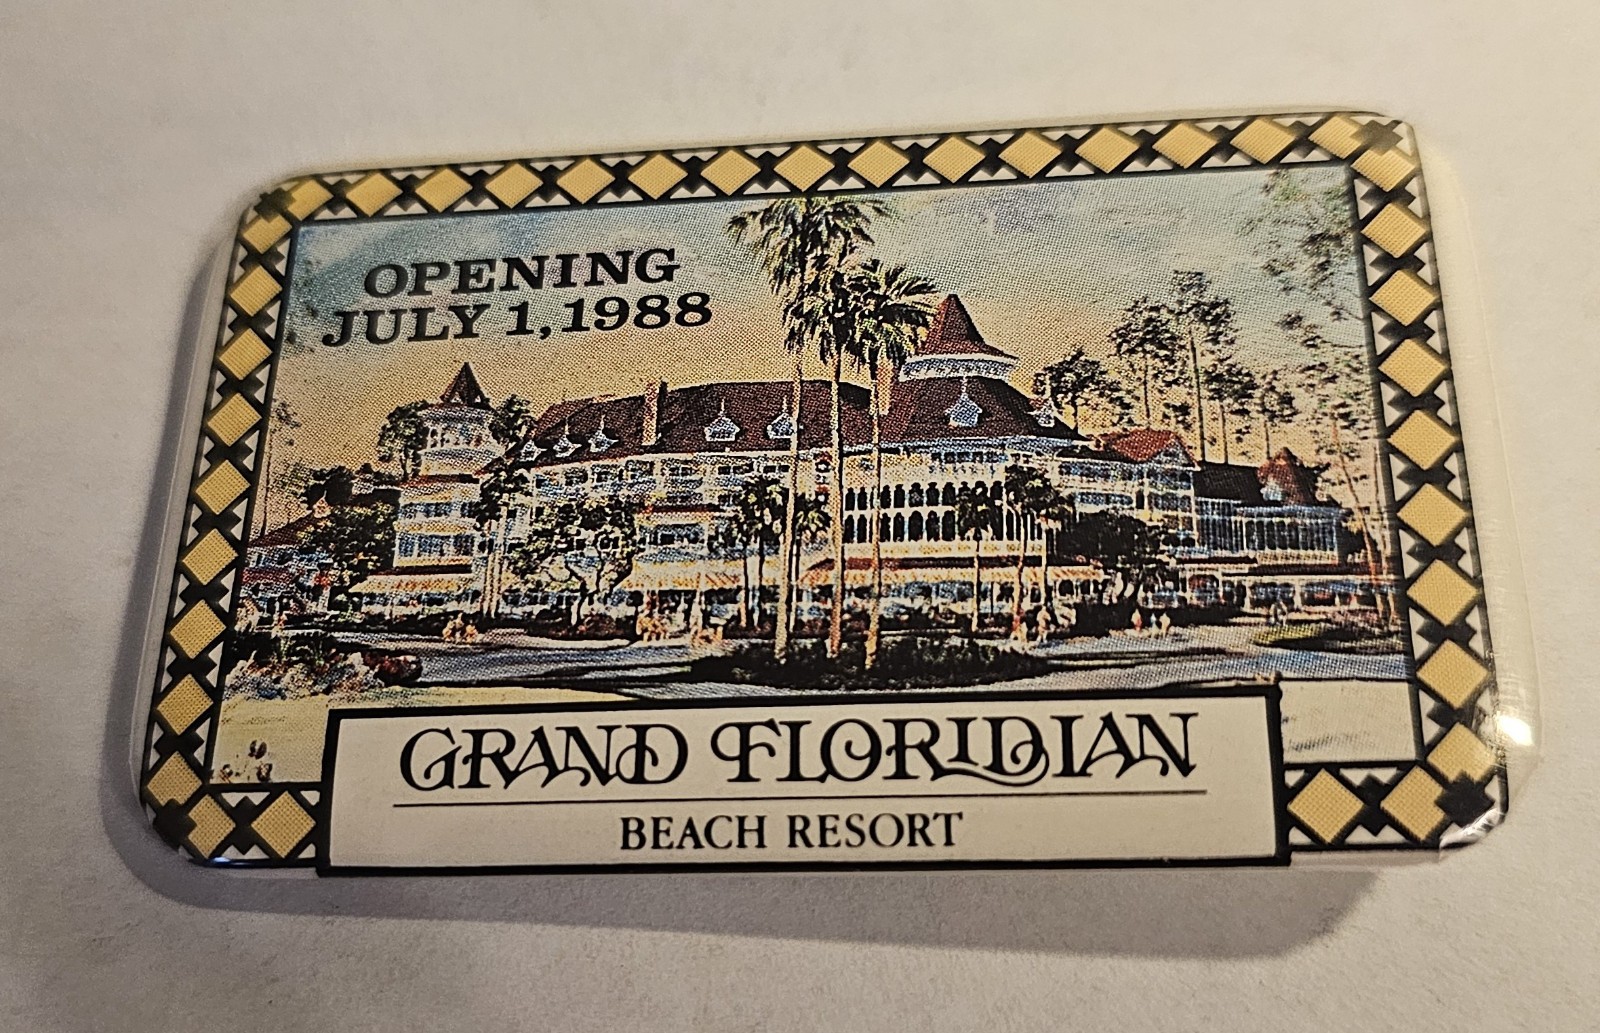 OPENING
JULY 1, 1988
GRAND FLORIDIAN
BEACH RESORT